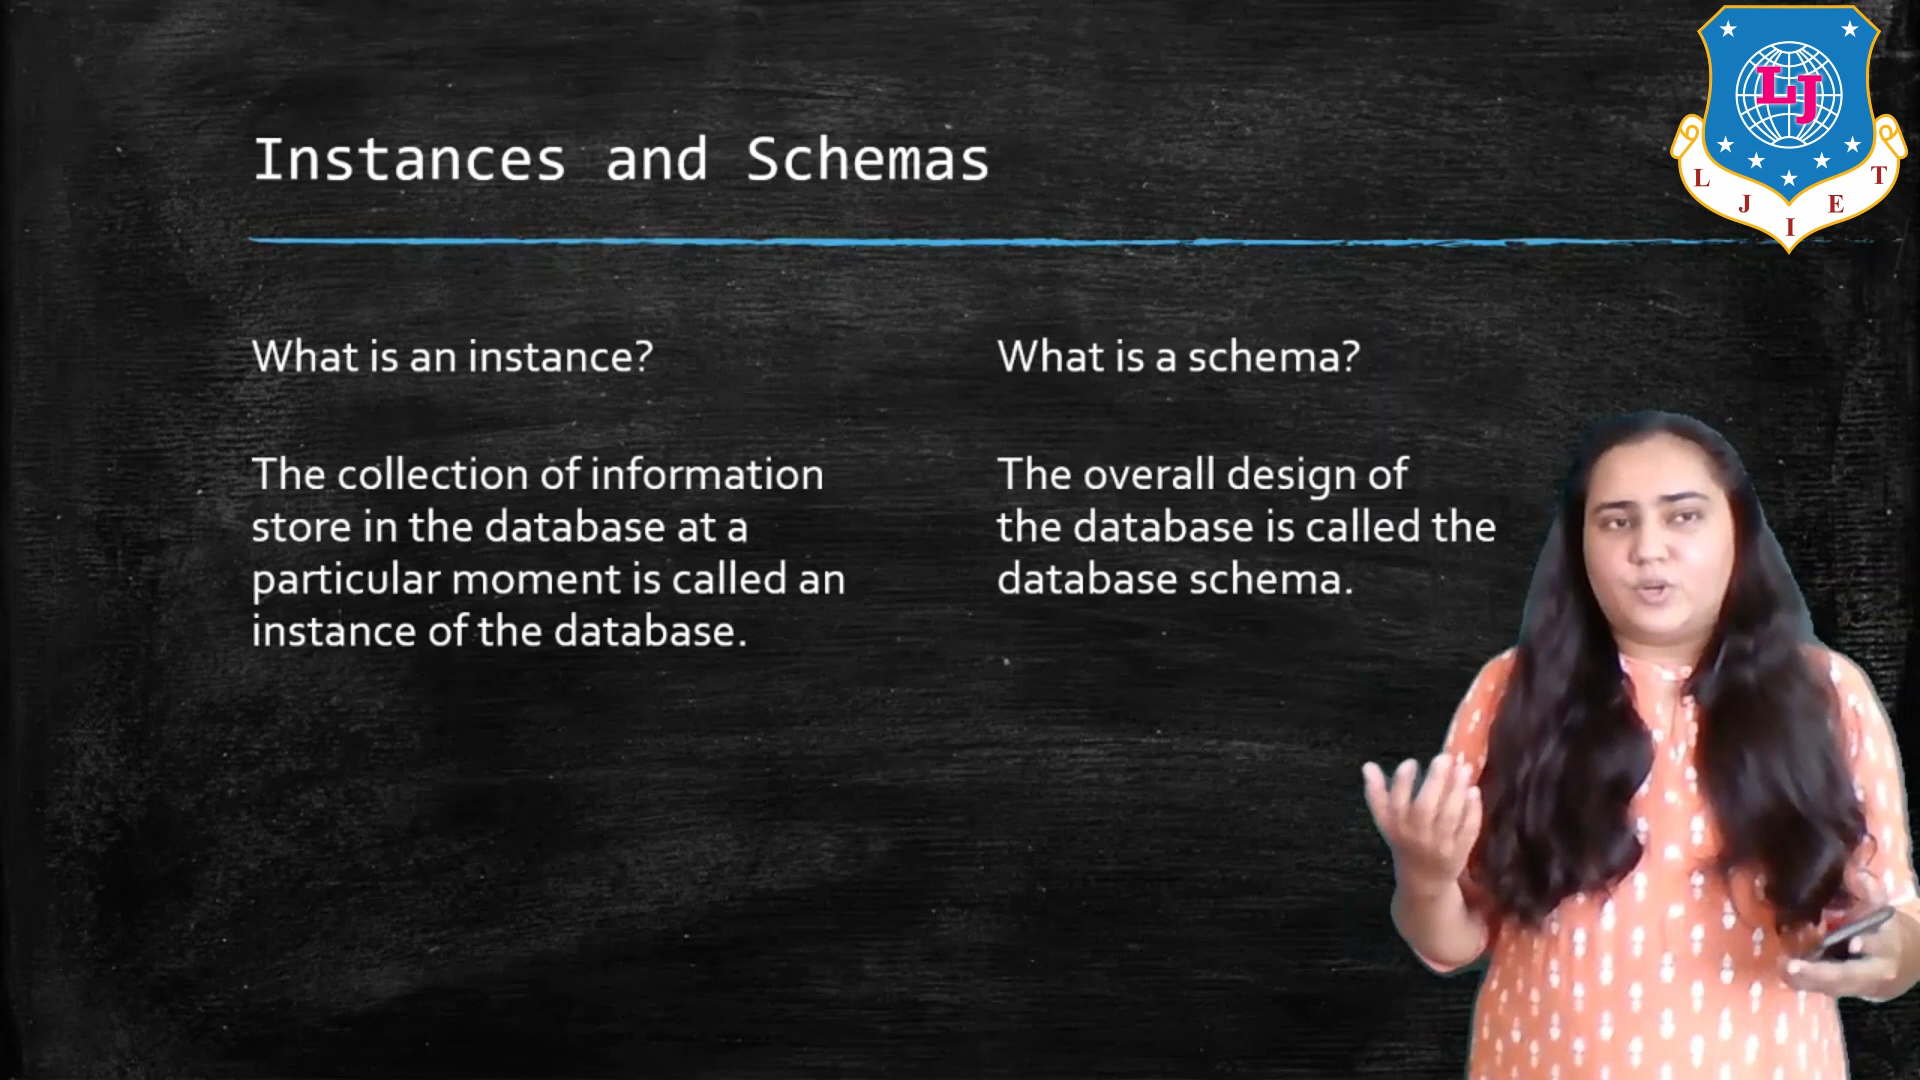 Instances and Schemas
LJ
L J I E T
What is an instance?
The collection of information
store in the database at a
particular moment is called an
instance of the database.
What is a schema?
The overall design of
the database is called the
database schema.